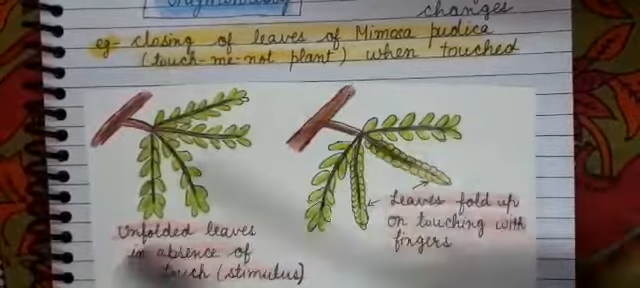 changes
eg- closing of leaves of Mimosa pudica
(touch-me-not plant) when touched
Unfolded leaves
in absence of
touch (stimulus)
Leaves fold up
on touching with
fingers